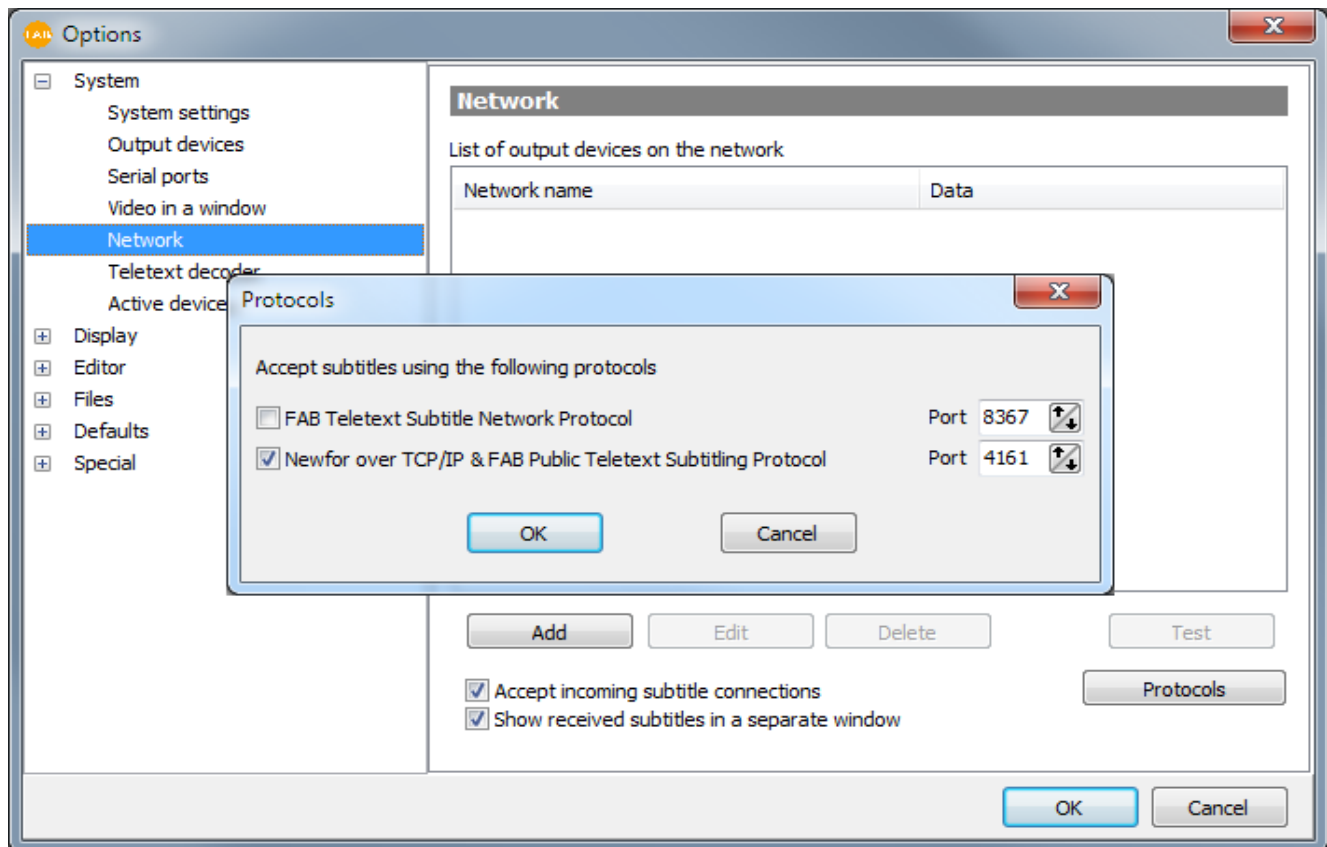 FAB Options
System
System settings
Output devices
Serial ports
Video in a window
Network
Teletext decoder
Active device
Display
Editor
Files
Defaults
Special
Network
List of output devices on the network
Network name Data
Protocols
Accept subtitles using the following protocols
FAB Teletext Subtitle Network Protocol Port 8367
Newfor over TCP/IP & FAB Public Teletext Subtitling Protocol Port 4161
OK Cancel
Add Edit Delete Test
Accept incoming subtitle connections Protocols
Show received subtitles in a separate window
OK Cancel